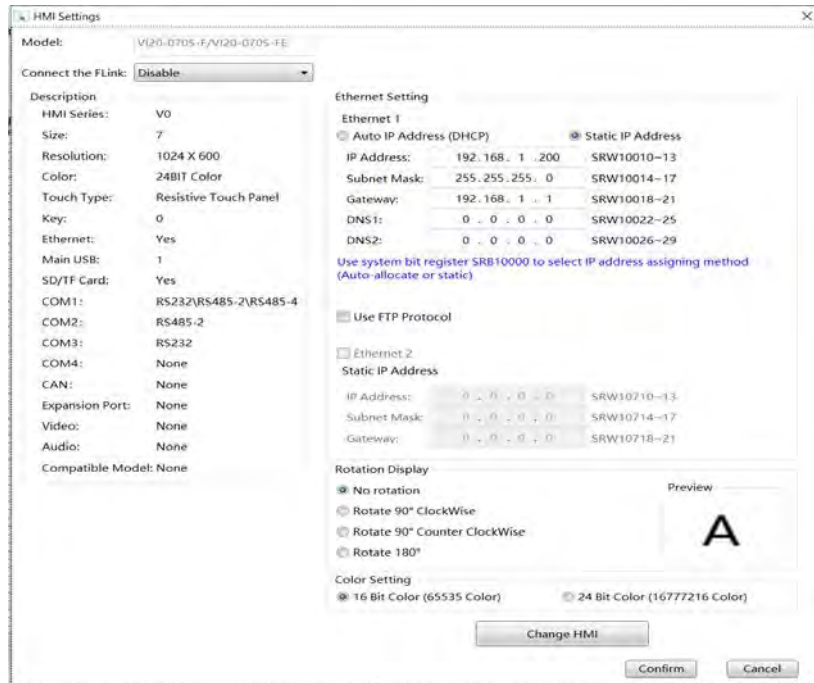 HMI Settings
Model: VI20-070S-F/VI20-070S-FE
Connect the FLink: Disable
Description
HMI Series: V0
Size: 7
Resolution: 1024 X 600
Color: 24BIT Color
Touch Type: Resistive Touch Panel
Key: 0
Ethernet: Yes
Main USB: 1
SD/TF Card: Yes
COM1: RS232\RS485-2\RS485-4
COM2: RS485-2
COM3: RS232
COM4: None
CAN: None
Expansion Port: None
Video: None
Audio: None
Compatible Model: None
Ethernet Setting
Ethernet 1
Auto IP Address (DHCP) Static IP Address
IP Address: 192.168. 1 .200 SRW10010~13
Subnet Mask: 255.255.255. 0 SRW10014~17
Gateway: 192.168. 1 . 1 SRW10018~21
DNS1: 0 . 0 . 0 . 0 SRW10022~25
DNS2: 0 . 0 . 0 . 0 SRW10026~29
Use system bit register SRB10000 to select IP address assigning method
(Auto-allocate or static)
Use FTP Protocol
Ethernet 2
Static IP Address
IP Address: 0 . 0 . 0 . 0 SRW10710~13
Subnet Mask: 0 . 0 . 0 . 0 SRW10714~17
Gateway: 0 . 0 . 0 . 0 SRW10718~21
Rotation Display
No rotation
Rotate 90° ClockWise
Rotate 90° Counter ClockWise
Rotate 180°
Preview
A
Color Setting
16 Bit Color (65535 Color) 24 Bit Color (16777216 Color)
Change HMI
Confirm Cancel